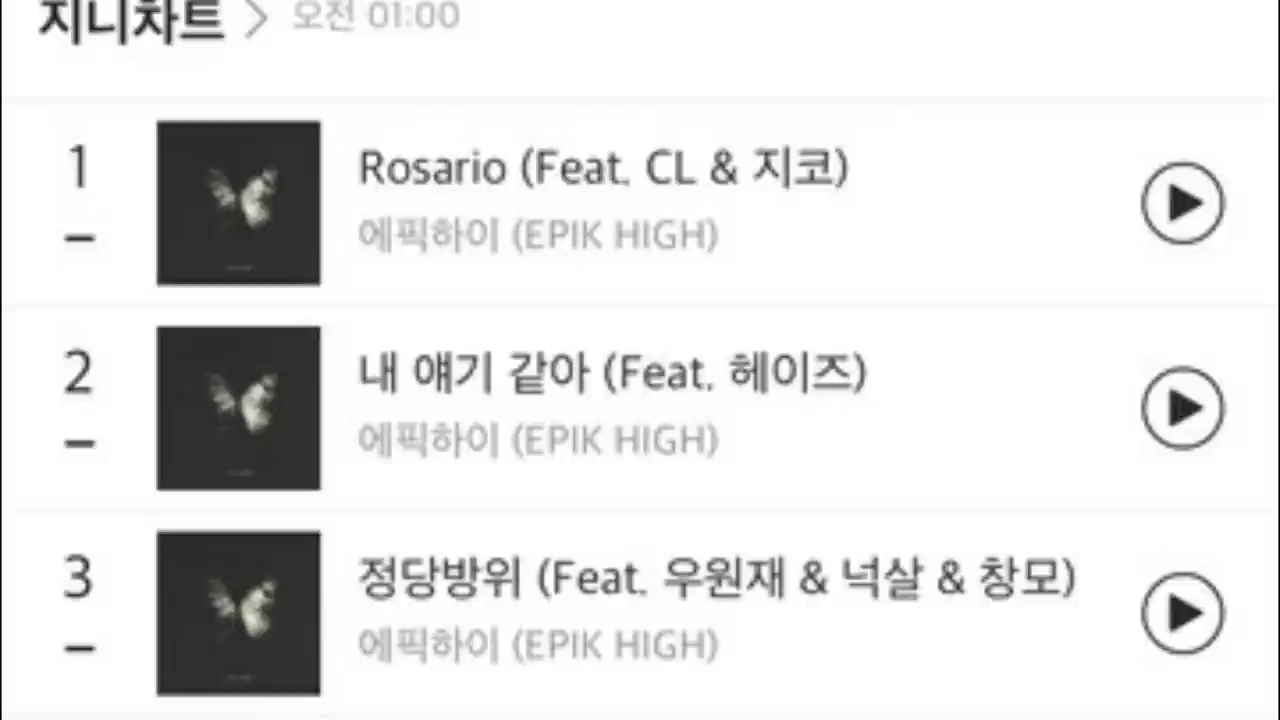 지니차트 > 오전 01:00
1
Rosario (Feat. CL & 지코)
에픽하이 (EPIK HIGH)
2
내 얘기 같아 (Feat. 헤이즈)
에픽하이 (EPIK HIGH)
3
정당방위 (Feat. 우원재 & 넉살 & 창모)
에픽하이 (EPIK HIGH)